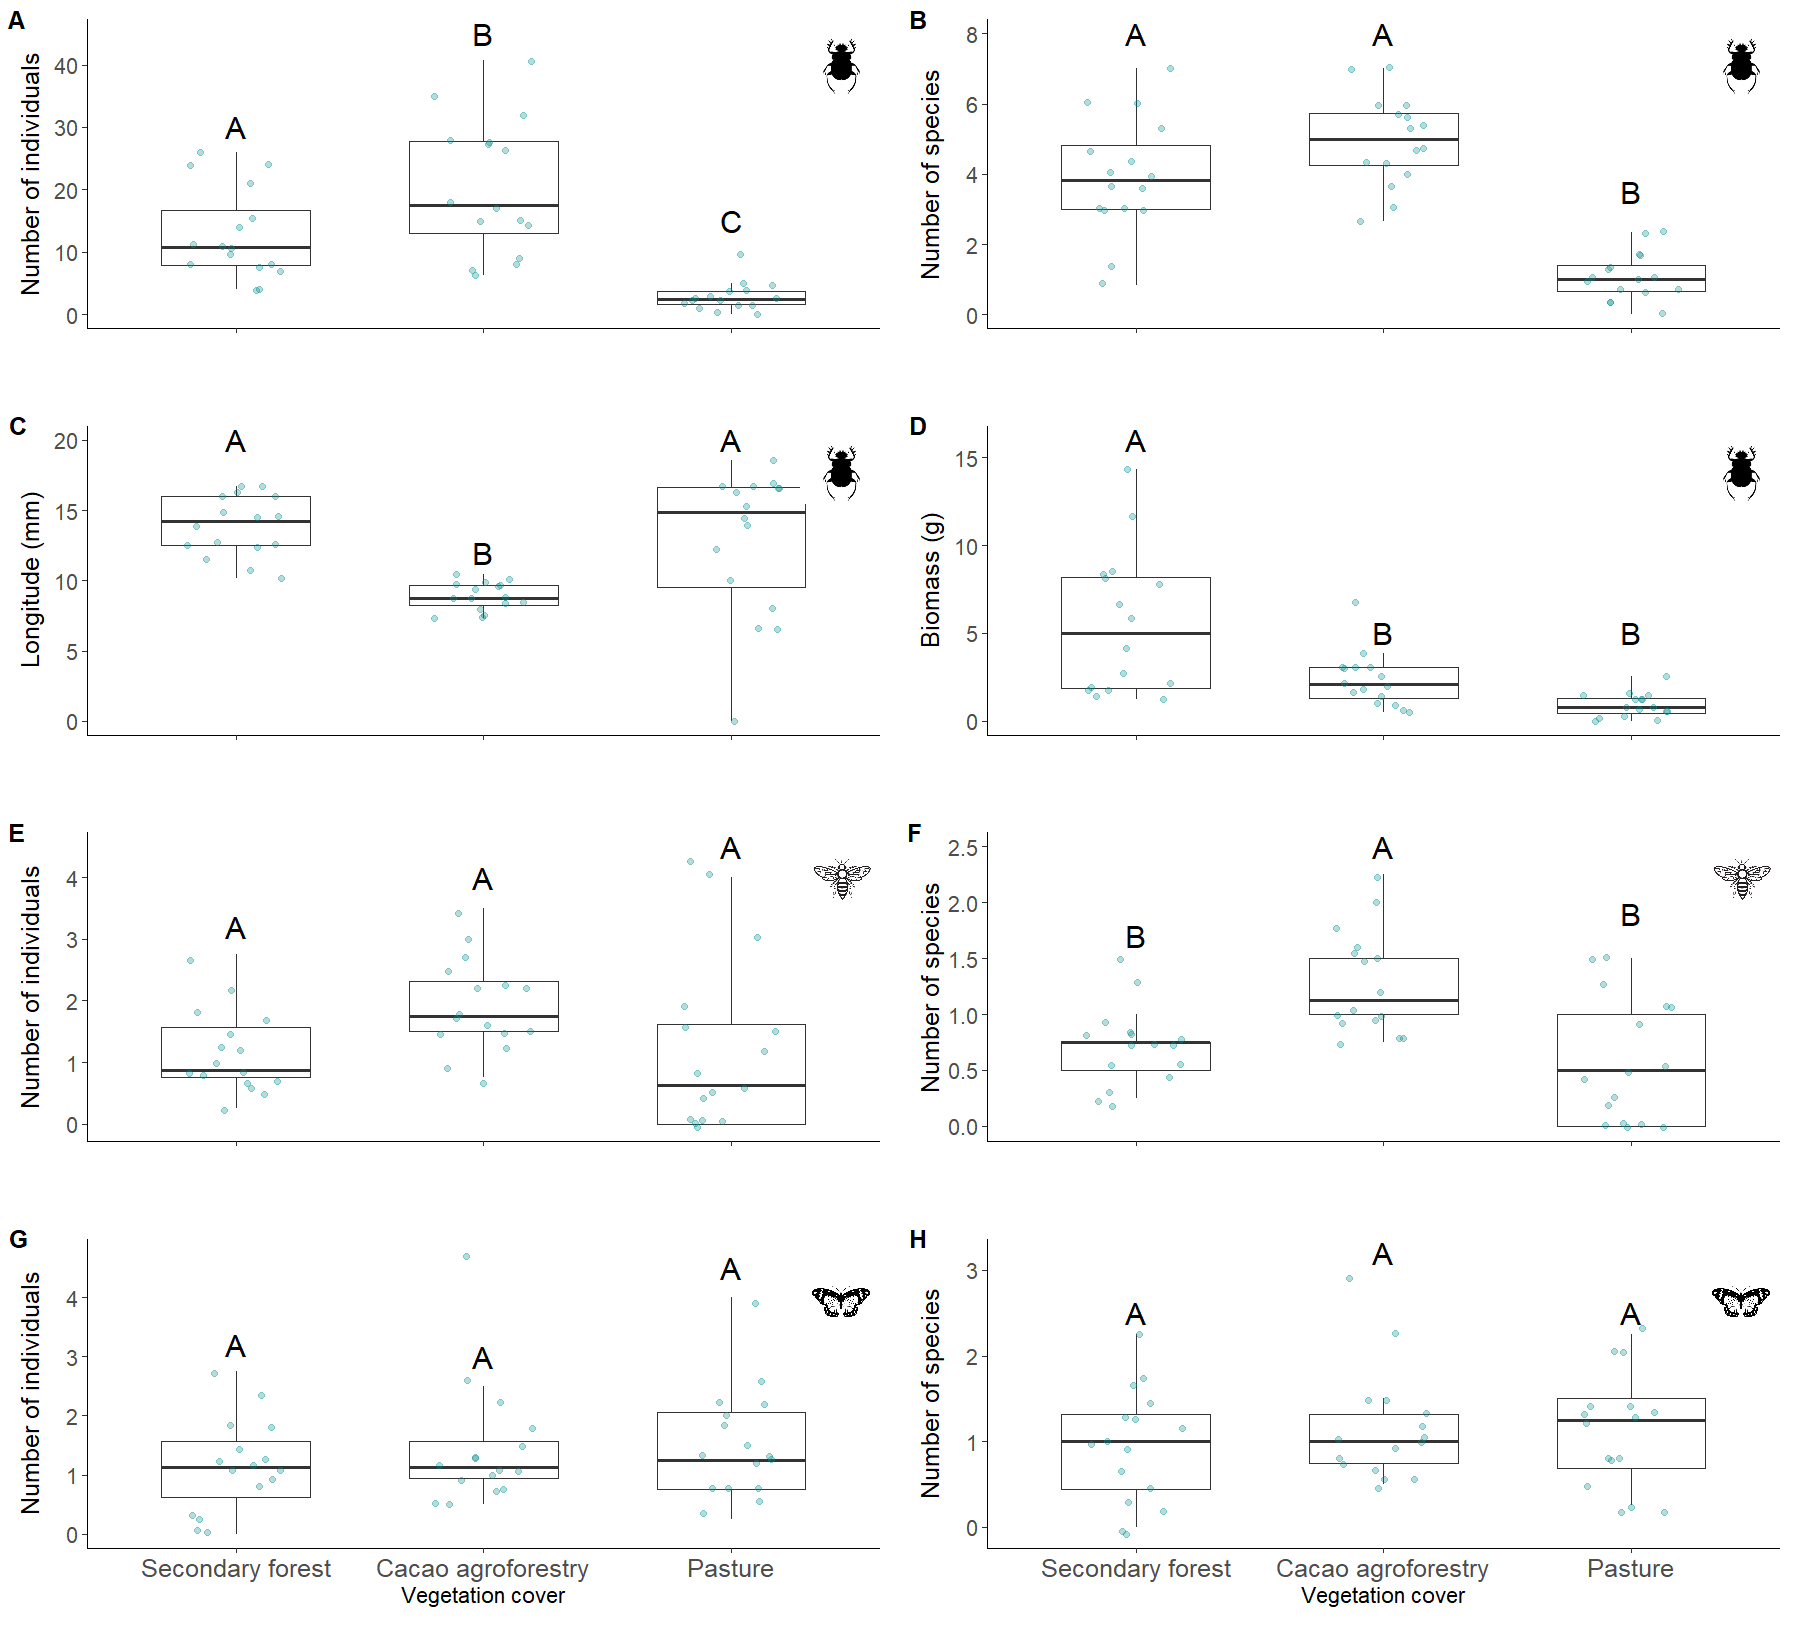 A
Number of individuals
40
30
20
10
0
A
B
C
B
Number of species
8
6
4
2
0
A
A
B
C
Longitude (mm)
20
15
10
5
0
A
B
A
D
Biomass (g)
15
10
5
0
A
B
B
E
Number of individuals
4
3
2
1
0
A
A
A
F
Number of species
2.5
2.0
1.5
1.0
0.5
0.0
B
A
B
G
Number of individuals
4
3
2
1
0
A
A
A
Secondary forest
Cacao agroforestry
Pasture
Vegetation cover
H
Number of species
3
2
1
0
A
A
A
Secondary forest
Cacao agroforestry
Pasture
Vegetation cover